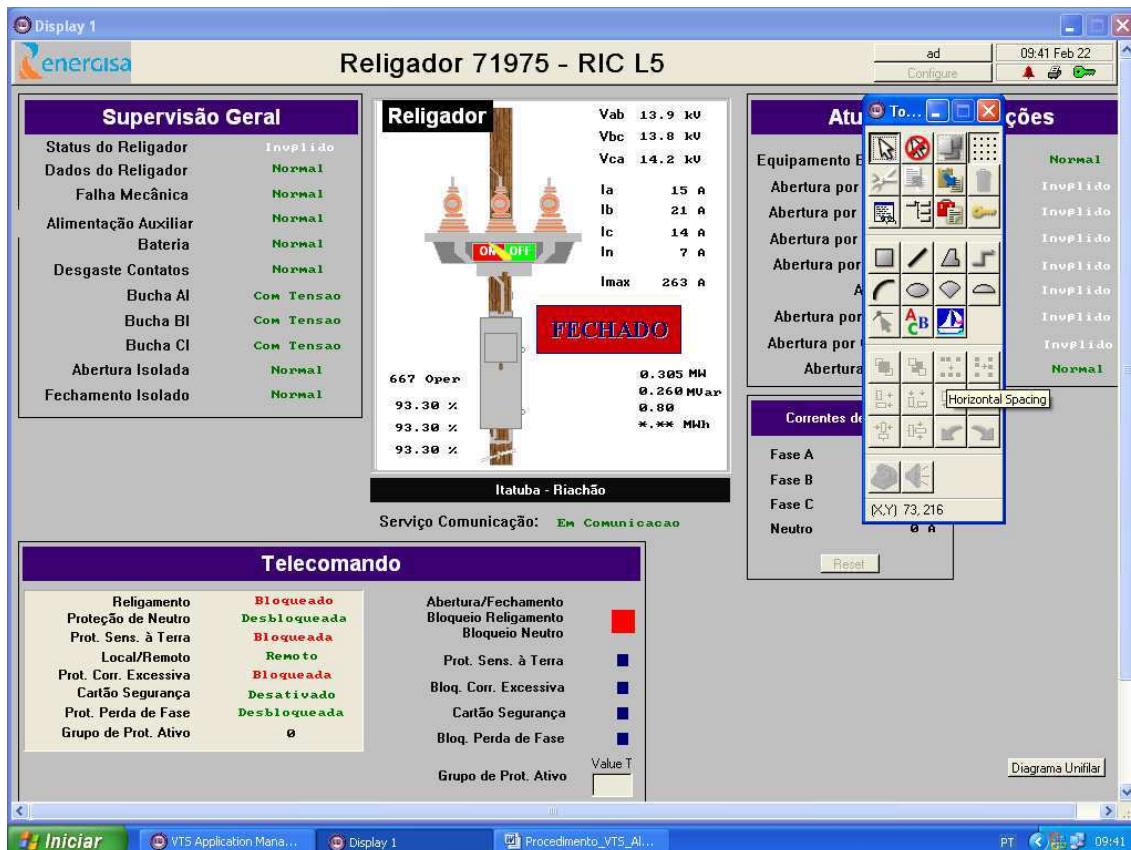 Display 1
energisa
Religador 71975 - RIC L5
ad
Configure
09:41 Feb 22
Supervisão Geral
Status do Religador Invplido
Dados do Religador Normal
Falha Mecânica Normal
Alimentação Auxiliar Normal
Bateria Normal
Desgaste Contatos Normal
Bucha AI Com Tensao
Bucha BI Com Tensao
Bucha CI Com Tensao
Abertura Isolada Normal
Fechamento Isolado Normal
Religador
Vab 13.9 kV
Vbc 13.8 kV
Vca 14.2 kV
Ia 15 A
Ib 21 A
Ic 14 A
In 7 A
Imax 263 A
ON OFF
FECHADO
667 Oper
93.30 %
93.30 %
93.30 %
0.305 MW
0.260 MVar
0.80
*.** MWh
Itatuba - Riachão
Serviço Comunicação: Em Comunicacao
Atu
ções
Equipamento E Normal
Abertura por Invplido
Abertura por Invplido
Abertura por Invplido
Abertura por Invplido
A Invplido
Abertura por Invplido
Abertura por Invplido
Abertura Normal
To...
Horizontal Spacing
(X,Y) 73, 216
Correntes de
Fase A
Fase B
Fase C
Neutro 0 A
Reset
Telecomando
Religamento Bloqueado
Proteção de Neutro Desbloqueada
Prot. Sens. à Terra Bloqueada
Local/Remoto Remoto
Prot. Corr. Excessiva Bloqueada
Cartão Segurança Desativado
Prot. Perda de Fase Desbloqueada
Grupo de Prot. Ativo 0
Abertura/Fechamento
Bloqueio Religamento
Bloqueio Neutro
Prot. Sens. à Terra
Bloq. Corr. Excessiva
Cartão Segurança
Bloq. Perda de Fase
Grupo de Prot. Ativo
Value T
Diagrama Unifilar
Iniciar
VTS Application Mana...
Display 1
Procedimento_VTS_Al...
PT
09:41